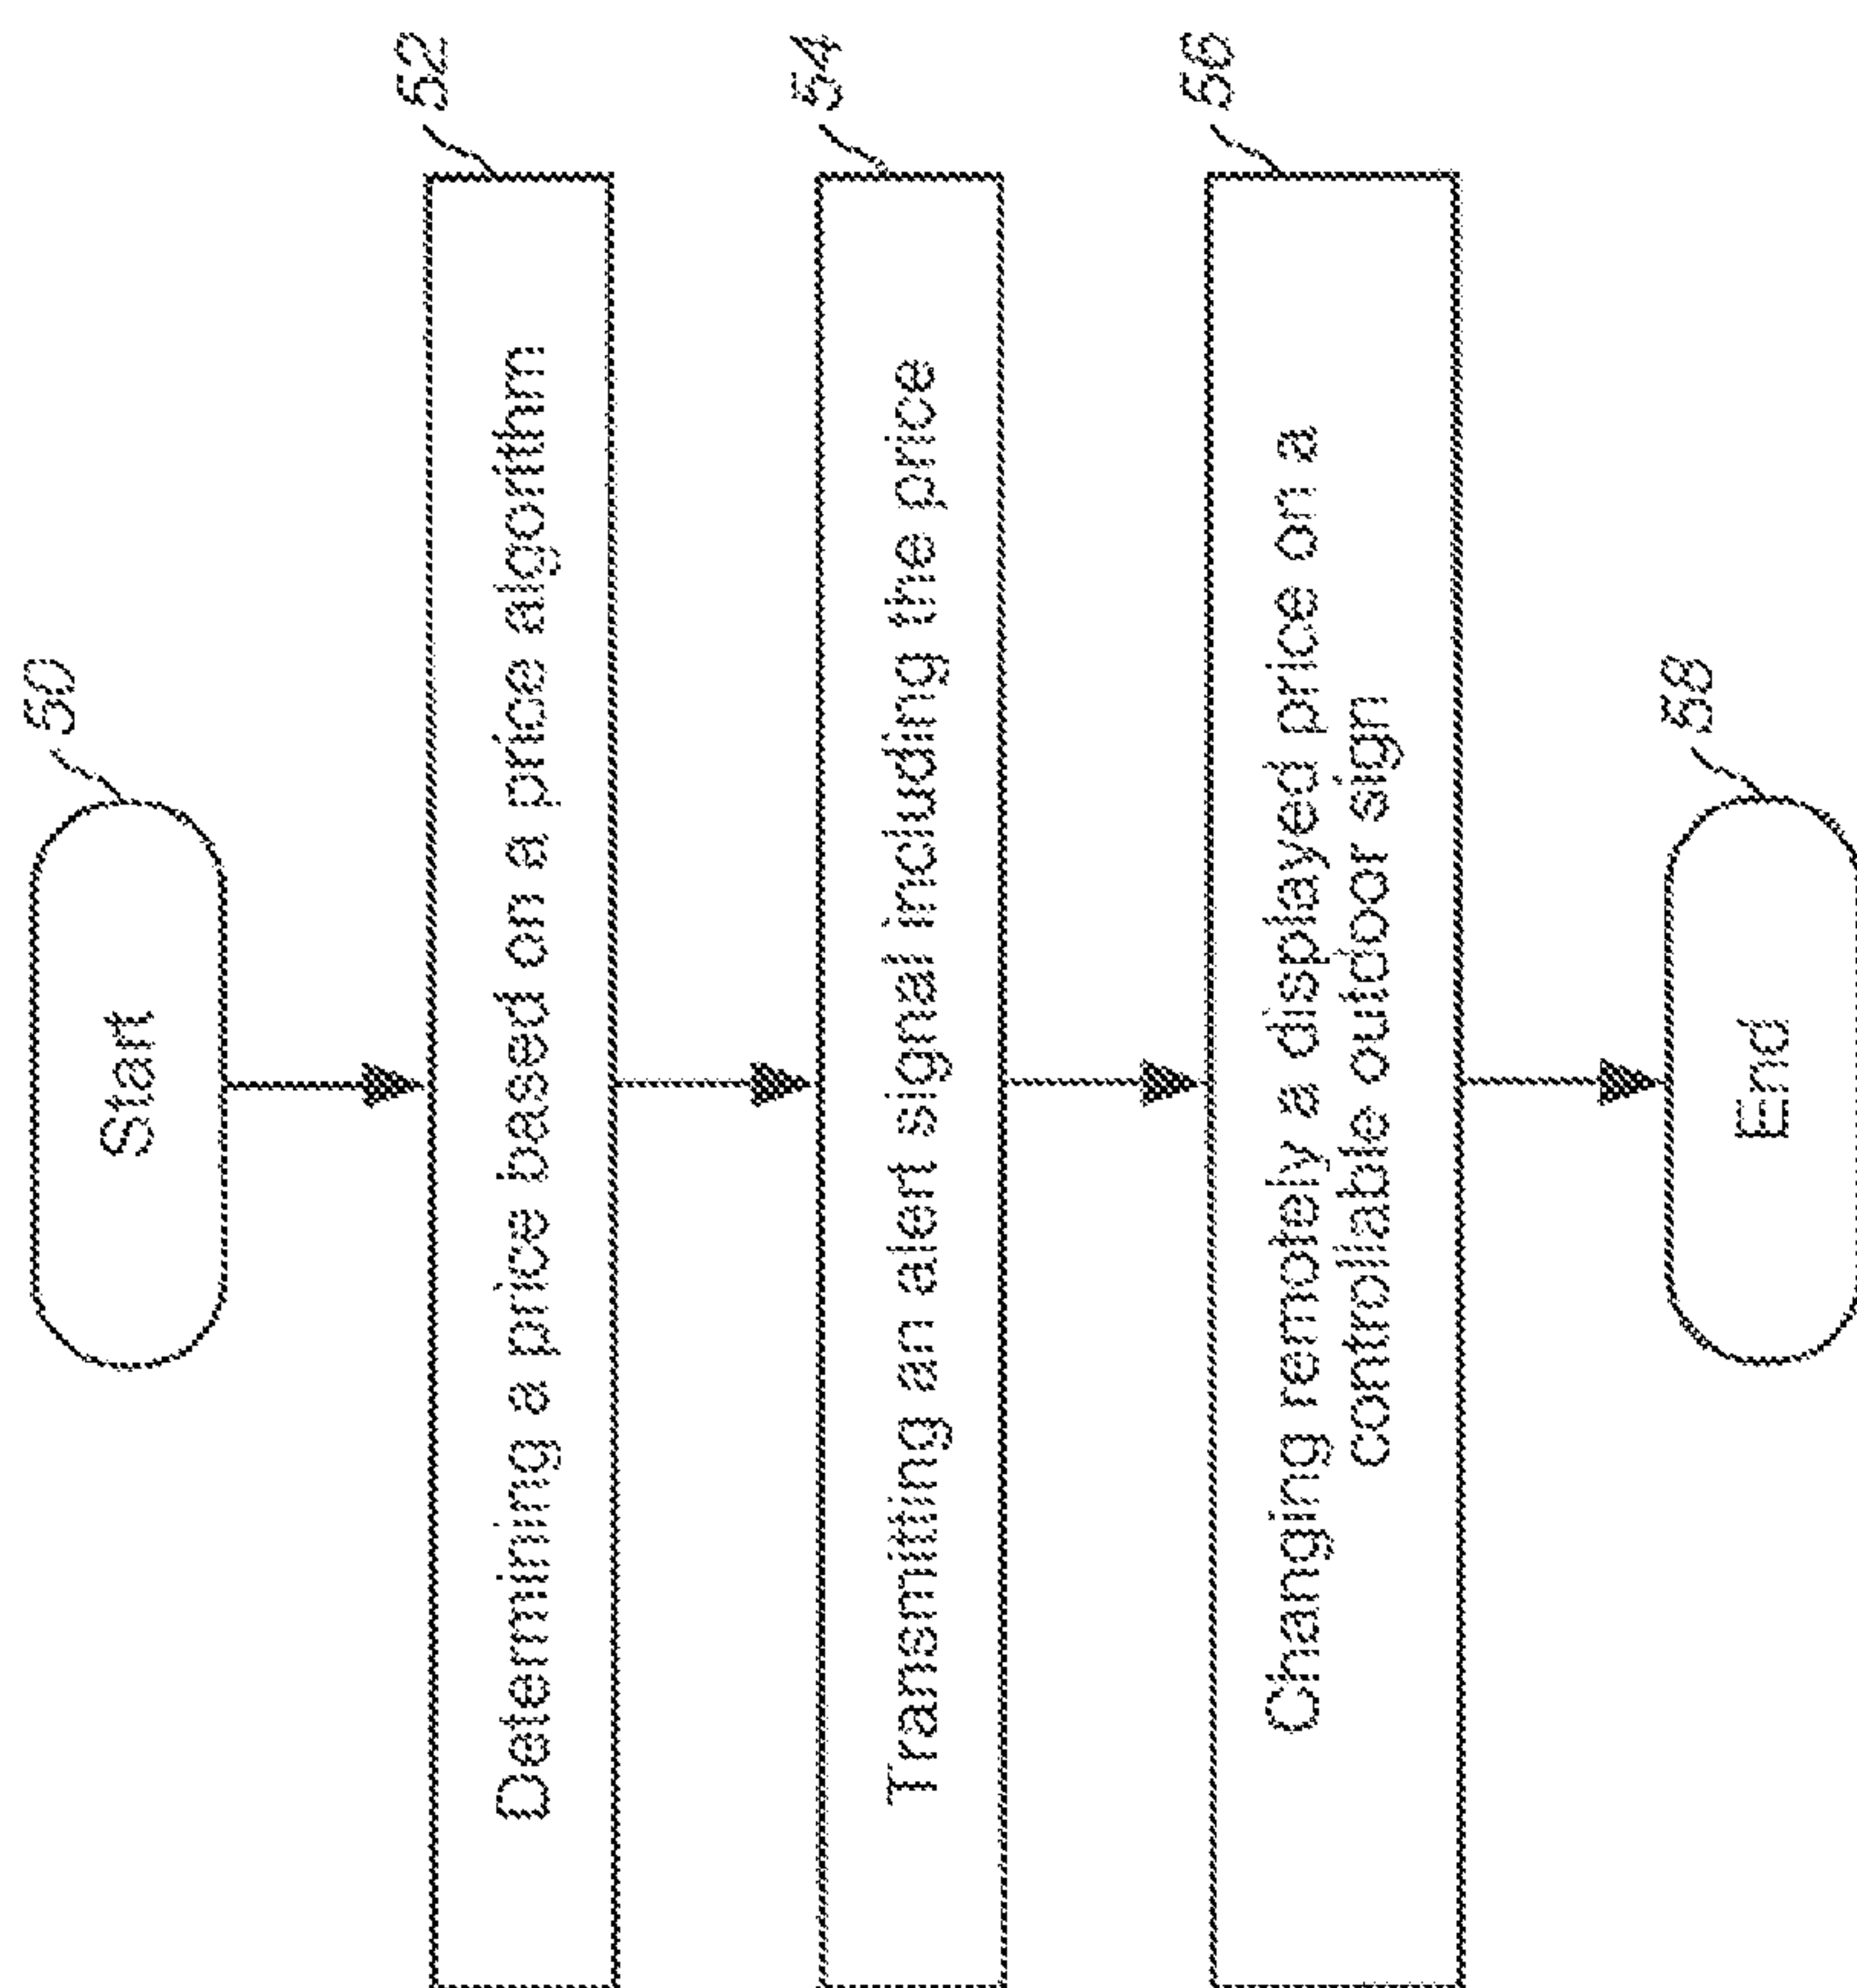 50
Start
52
Determining a price based on a price algorithm
54
Transmitting an alert signal including the price
56
Changing remotely a displayed price on a
controllable outdoor sign
58
End